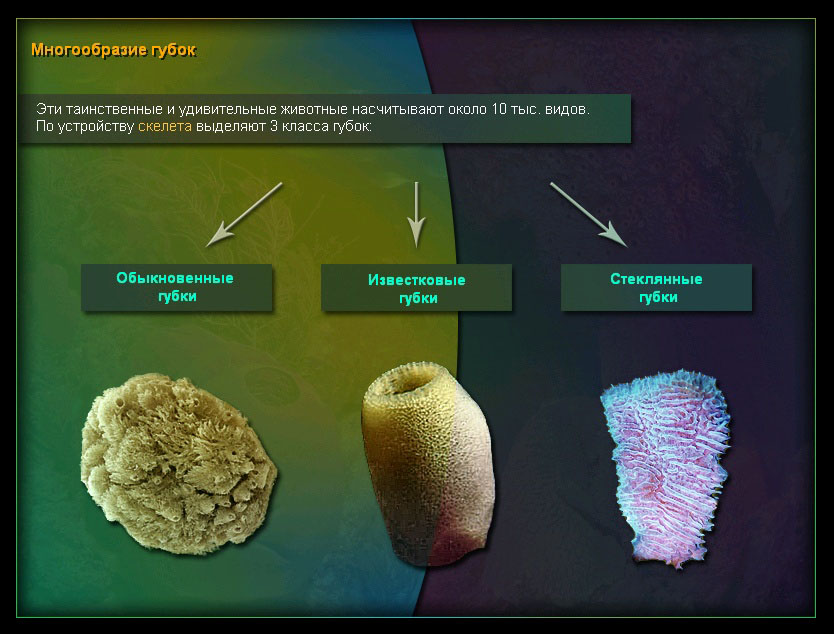 Многообразие губок
Эти таинственные и удивительные животные насчитывают около 10 тыс. видов.
По устройству скелета выделяют 3 класса губок:
Обыкновенные
губки
Известковые
губки
Стеклянные
губки